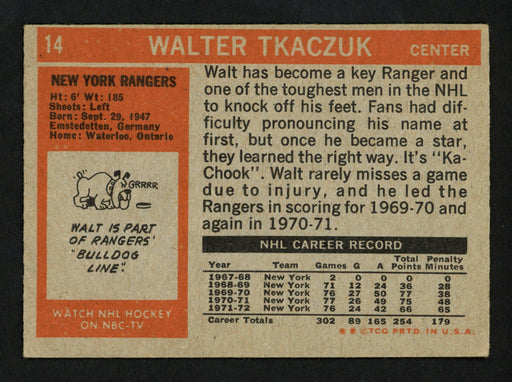 14 WALTER TKACZUK CENTER
NEW YORK RANGERS
Ht: 6' Wt: 185
Shoots: Left
Born: Sept. 29, 1947
Emstedetten, Germany
Home: Waterloo, Ontario
GRRRR
WALT IS PART
OF RANGERS'
"BULLDOG
LINE".
WATCH NHL HOCKEY
ON NBC-TV
Walt has become a key Ranger and
one of the toughest men in the NHL
to knock off his feet. Fans had dif-
ficulty pronouncing his name at
first, but once he became a star,
they learned the right way. It's "Ka-
Chook". Walt rarely misses a game
due to injury, and he led the
Rangers in scoring for 1969-70 and
again in 1970-71.
NHL CAREER RECORD
Year Team Games G A Total Points Penalty Minutes
1967-68 New York 2 0 0 0 0
1968-69 New York 71 12 24 36 28
1969-70 New York 76 27 50 77 38
1970-71 New York 77 26 49 75 48
1971-72 New York 76 24 42 66 65
Career Totals 302 89 165 254 179
* * © TCG PRTD. IN U.S.A.